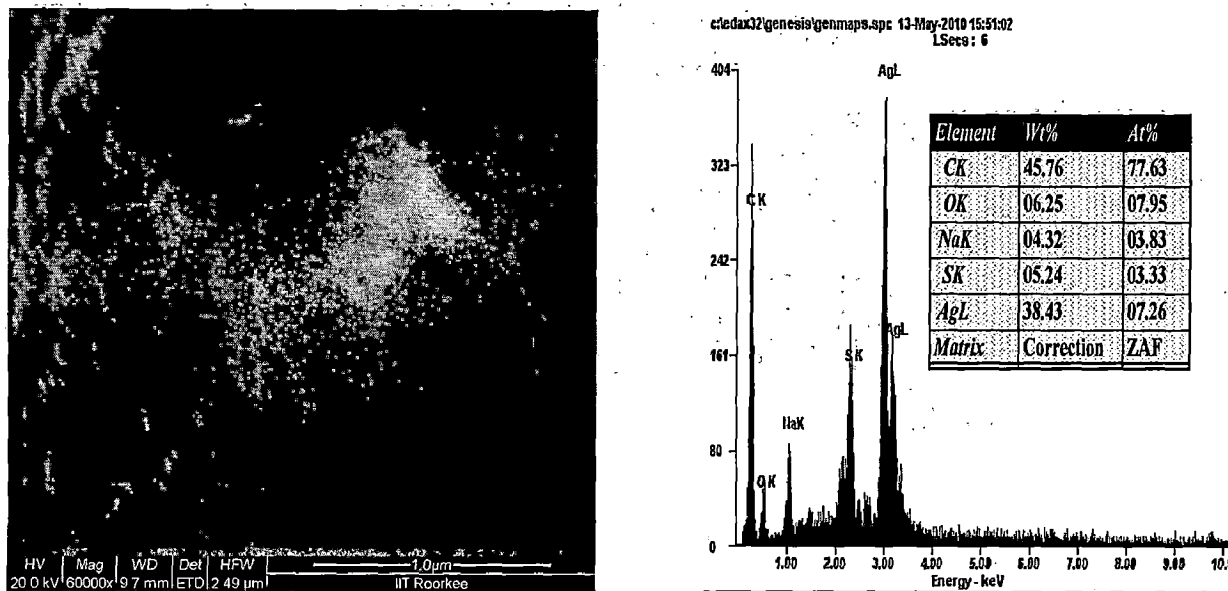 HV Mag WD Det HFW 1.0µm
20.0 kV 60000x 9.7 mm ETD 2.49 µm IIT Roorkee
c:\edax32\genesis\genmaps.spc 13-May-2010 15:51:02
LSecs : 6
404
323
242
161
80
0
AgL
CK
AgL
SK
NaK
OK
Element Wt% At%
CK 45.76 77.63
OK 06.25 07.95
NaK 04.32 03.83
SK 05.24 03.33
AgL 38.43 07.26
Matrix Correction ZAF
1.00 2.00 3.00 4.00 5.00 6.00 7.00 8.00 9.00
Energy - keV